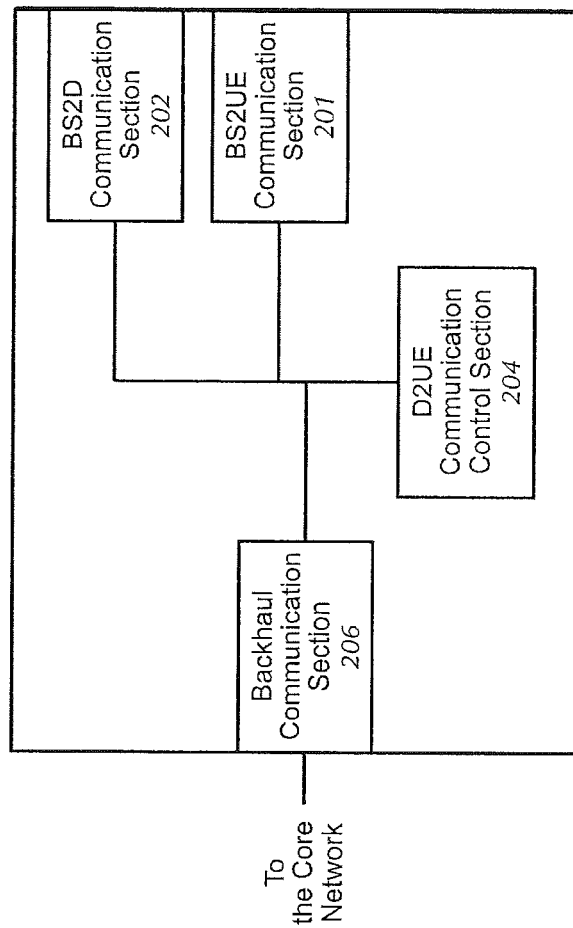 BS2D
Communication
Section
202
BS2UE
Communication
Section
201
D2UE
Communication
Control Section
204
Backhaul
Communication
Section
206
To
the Core
Network